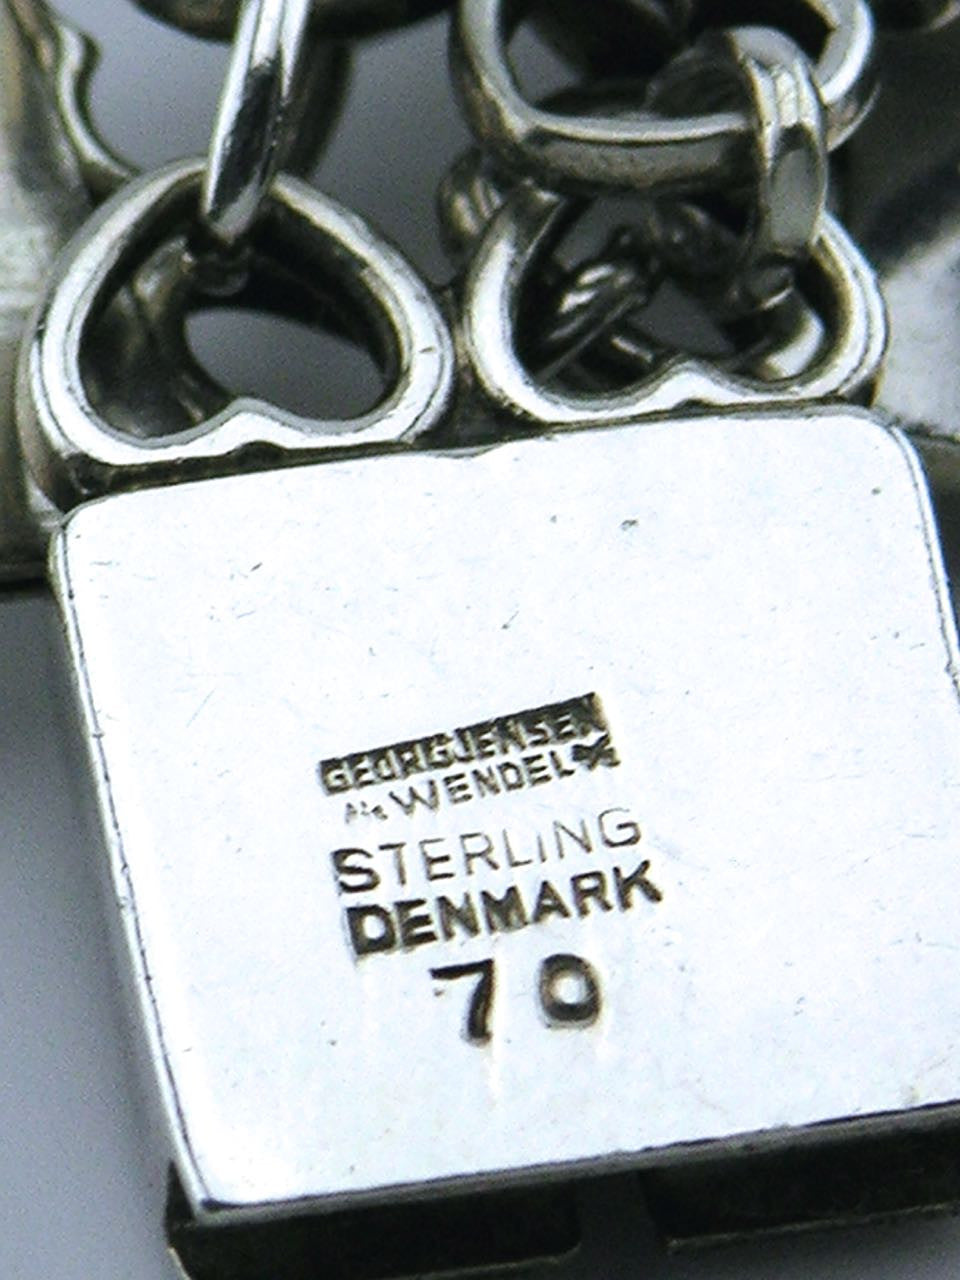 GEORG JENSEN
& WENDEL A/S
STERLING
DENMARK
70